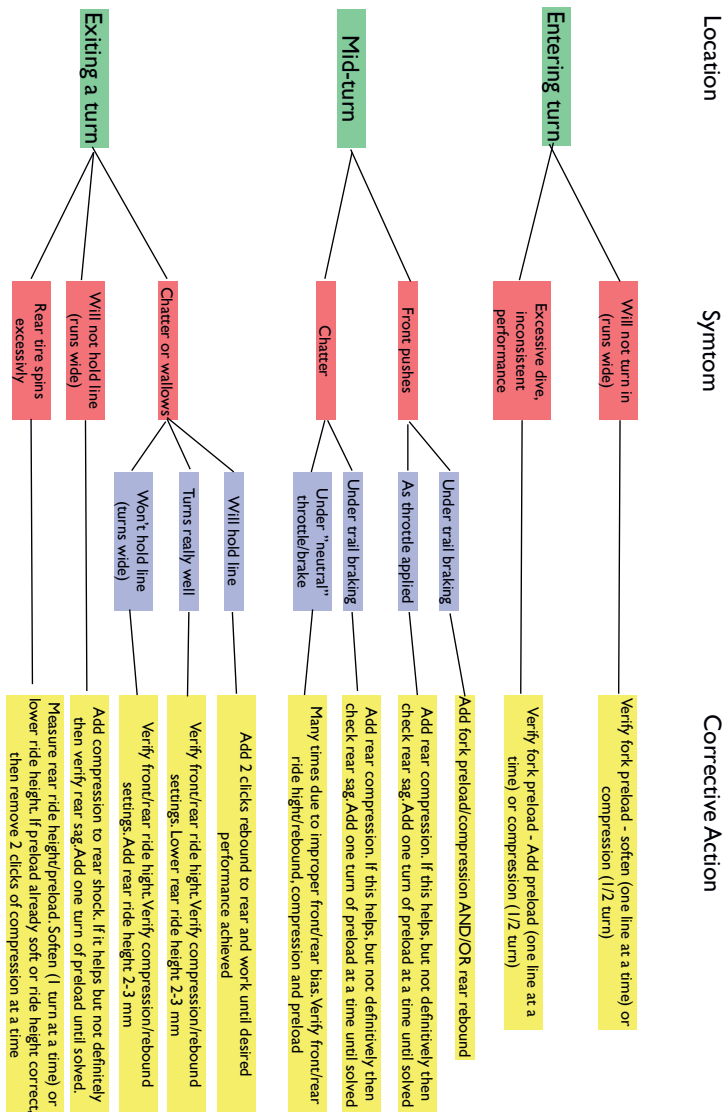 Location
Symtom
Corrective Action
Entering turn
Will not turn in
(runs wide)
Verify fork preload - soften (one line at a time) or
compression (1/2 turn)
Excessive dive,
inconsistent
performance
Verify fork preload - Add preload (one line at a
time) or compression (1/2 turn)
Mid-turn
Front pushes
Under trail braking
Add fork preload/compression AND/OR rear rebound
As throttle applied
Add rear compression. If this helps, but not definitively then
check rear sag. Add one turn of preload at a time until solved
Chatter
Under trail braking
Add rear compression. If this helps, but not definitively then
check rear sag. Add one turn of preload at a time until solved
Under "neutral"
throttle/brake
Many times due to improper front/rear bias. Verify front/rear
ride hight/rebound, compression and preload
Exiting a turn
Chatter or wallows
Will hold line
Add 2 clicks rebound to rear and work until desired
performance achieved
Turns really well
Verify front/rear ride hight. Verify compression/rebound
settings. Lower rear ride height 2-3 mm
Won't hold line
(turns wide)
Verify front/rear ride hight. Verify compression/rebound
settings. Add rear ride height 2-3 mm
Will not hold line
(runs wide)
Add compression to rear shock. If it helps but not definitely
then verify rear sag. Add one turn of preload until solved.
Rear tire spins
excessivly
Measure rear ride height/preload. Soften (1 turn at a time) or
lower ride height. If preload already soft or ride height correct,
then remove 2 clicks of compression at a time